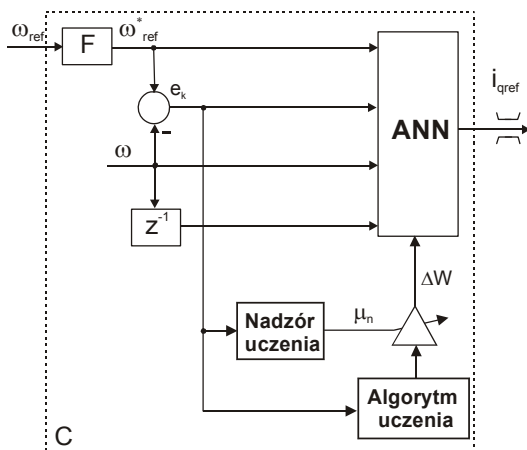 ω_ref
F
ω*_ref
e_k
-
ω
z^-1
ANN
i_qref
ΔW
Nadzór
uczenia
μ_n
Algorytm
uczenia
C